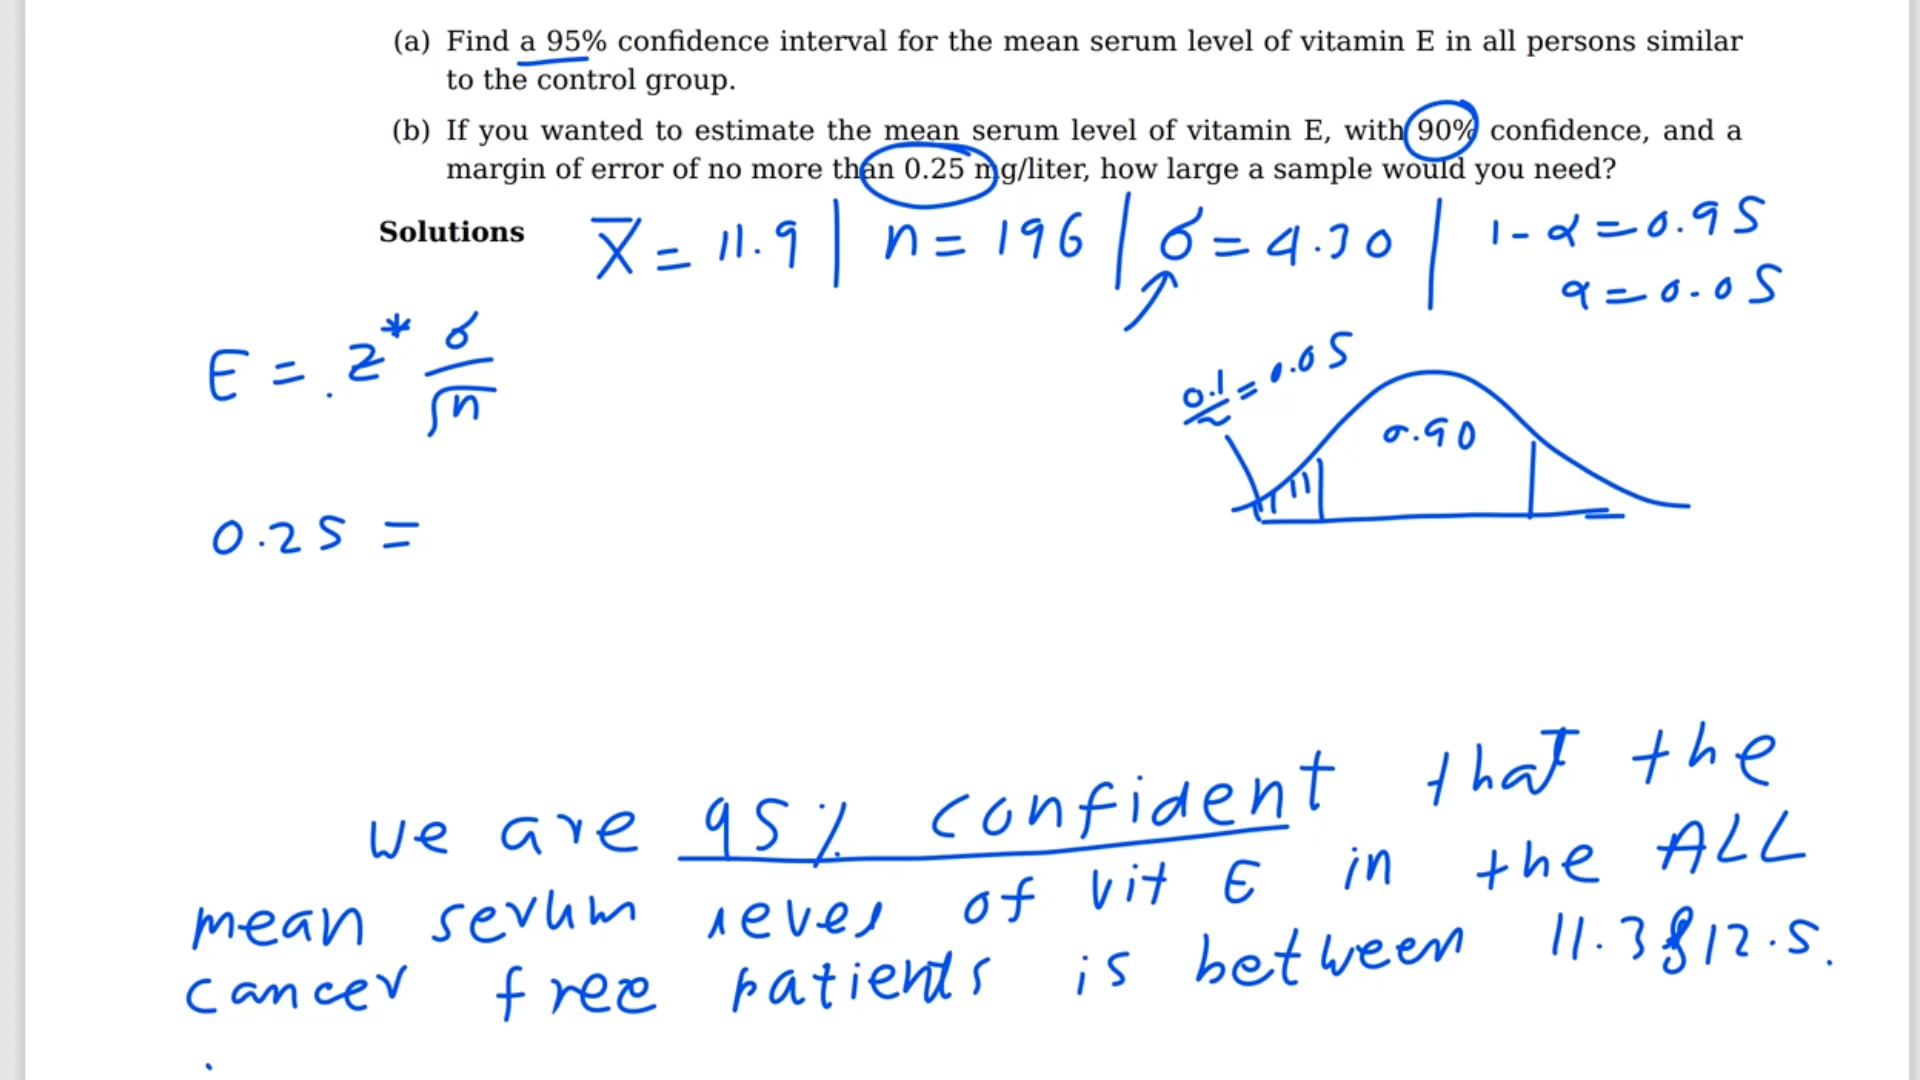 (a) Find a 95% confidence interval for the mean serum level of vitamin E in all persons similar
to the control group.
(b) If you wanted to estimate the mean serum level of vitamin E, with 90% confidence, and a
margin of error of no more than 0.25 mg/liter, how large a sample would you need?
Solutions
X̄ = 11.9 | n = 196 | σ = 4.30 | 1 - α = 0.95
α = 0.05
E = z* σ/√n
0.1/2 = 0.05
0.90
0.25 =
We are 95% confident that the
mean serum level of vit E in the ALL
cancer free patients is between 11.3 & 12.5.